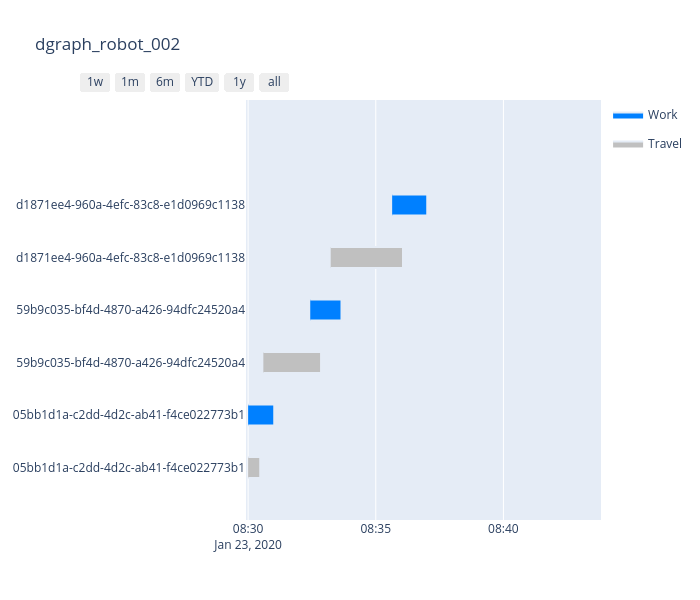 dgraph_robot_002
1w 1m 6m YTD 1y all
Work
Travel
d1871ee4-960a-4efc-83c8-e1d0969c1138
d1871ee4-960a-4efc-83c8-e1d0969c1138
59b9c035-bf4d-4870-a426-94dfc24520a4
59b9c035-bf4d-4870-a426-94dfc24520a4
05bb1d1a-c2dd-4d2c-ab41-f4ce022773b1
05bb1d1a-c2dd-4d2c-ab41-f4ce022773b1
08:30 08:35 08:40
Jan 23, 2020